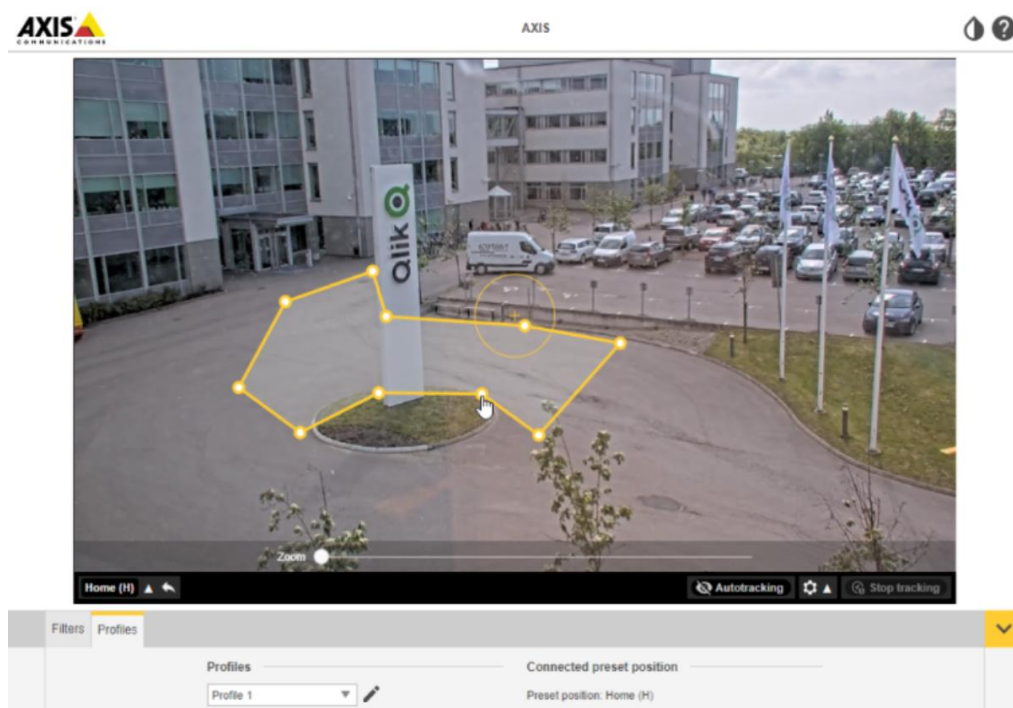 AXIS
COMMUNICATIONS
AXIS
Qlik
Zoom
Home (H)
Autotracking
Stop tracking
Filters
Profiles
Profiles
Connected preset position
Profile 1
Preset position: Home (H)